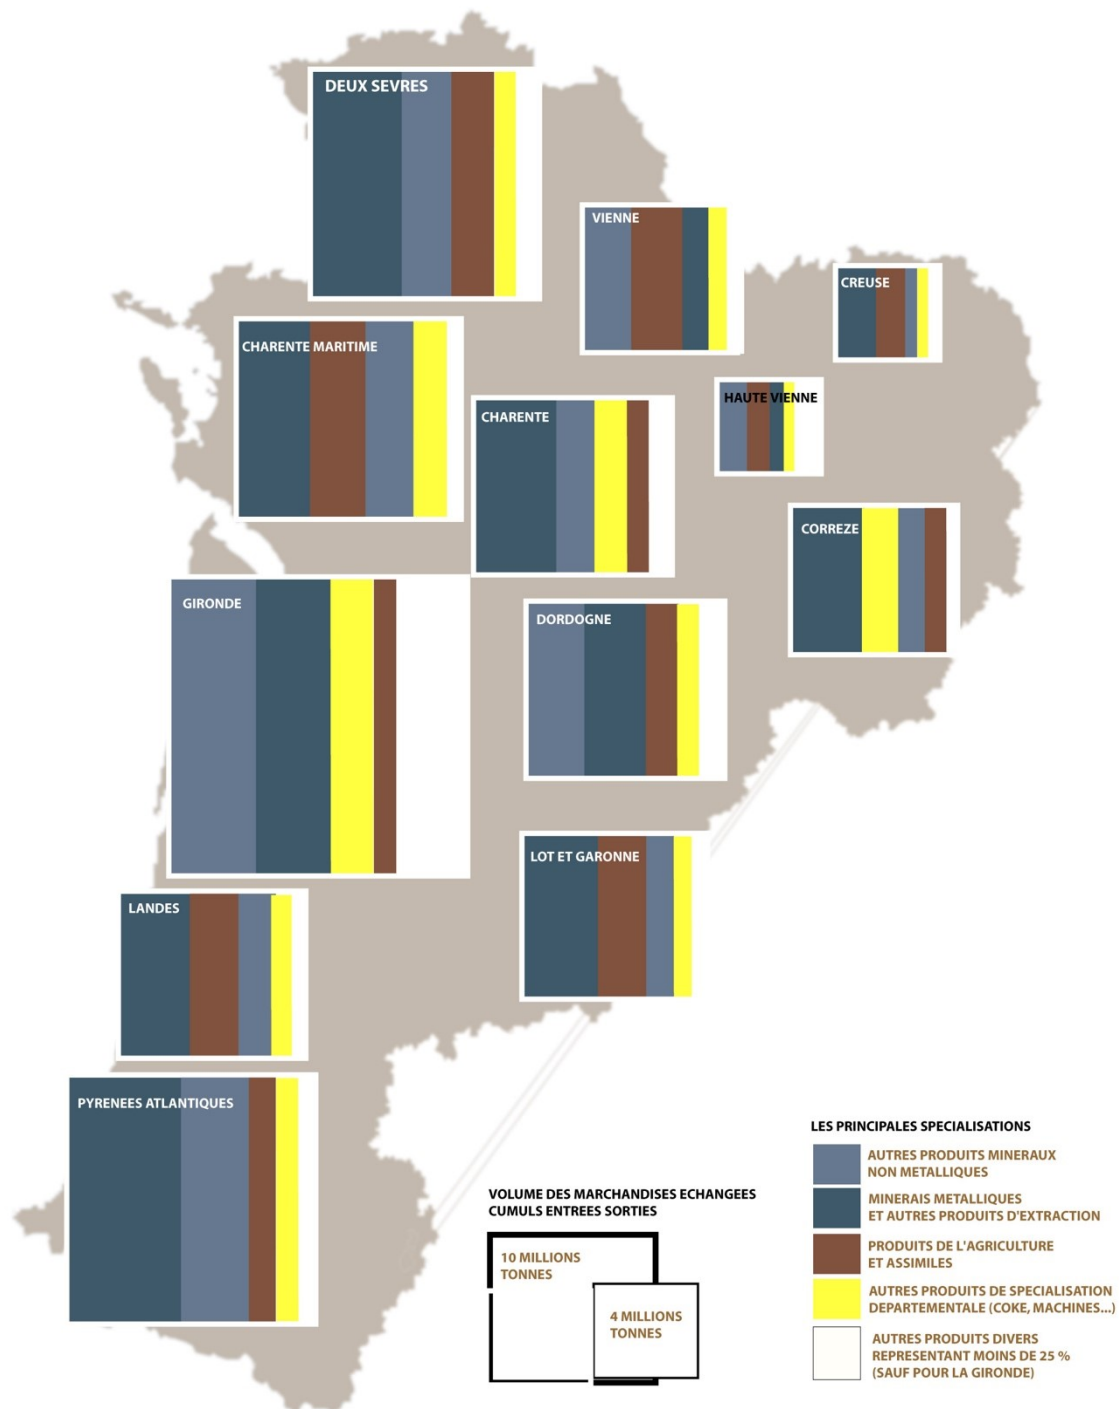 DEUX SEVRES
VIENNE
CREUSE
CHARENTE MARITIME
HAUTE VIENNE
CHARENTE
CORREZE
GIRONDE
DORDOGNE
LOT ET GARONNE
LANDES
PYRENEES ATLANTIQUES
VOLUME DES MARCHANDISES ECHANGEES
CUMULS ENTREES SORTIES
10 MILLIONS
TONNES
4 MILLIONS
TONNES
LES PRINCIPALES SPECIALISATIONS
AUTRES PRODUITS MINERAUX
NON METALLIQUES
MINERAIS METALLIQUES
ET AUTRES PRODUITS D'EXTRACTION
PRODUITS DE L'AGRICULTURE
ET ASSIMILES
AUTRES PRODUITS DE SPECIALISATION
DEPARTEMENTALE (COKE, MACHINES...)
AUTRES PRODUITS DIVERS
REPRESENTANT MOINS DE 25 %
(SAUF POUR LA GIRONDE)